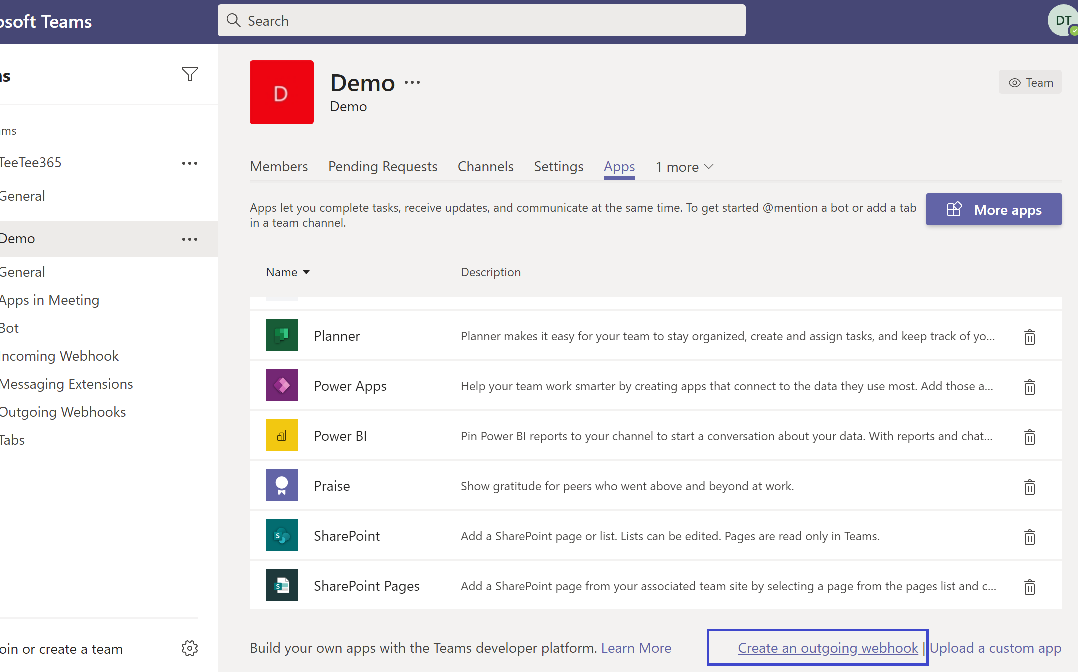 osoft Teams
Search
DT
s
ms
TeeTee365
General
Demo
General
Apps in Meeting
Bot
ncoming Webhook
Messaging Extensions
Outgoing Webhooks
Tabs
oin or create a team
D
Demo ...
Demo
Team
Members Pending Requests Channels Settings Apps 1 more
Apps let you complete tasks, receive updates, and communicate at the same time. To get started @mention a bot or add a tab
in a team channel.
More apps
Name Description
Planner Planner makes it easy for your team to stay organized, create and assign tasks, and keep track of yo...
Power Apps Help your team work smarter by creating apps that connect to the data they use most. Add those a...
Power BI Pin Power BI reports to your channel to start a conversation about your data. With reports and chat...
Praise Show gratitude for peers who went above and beyond at work.
SharePoint Add a SharePoint page or list. Lists can be edited. Pages are read only in Teams.
SharePoint Pages Add a SharePoint page from your associated team site by selecting a page from the pages list and c...
Build your own apps with the Teams developer platform. Learn More
Create an outgoing webhook | Upload a custom app